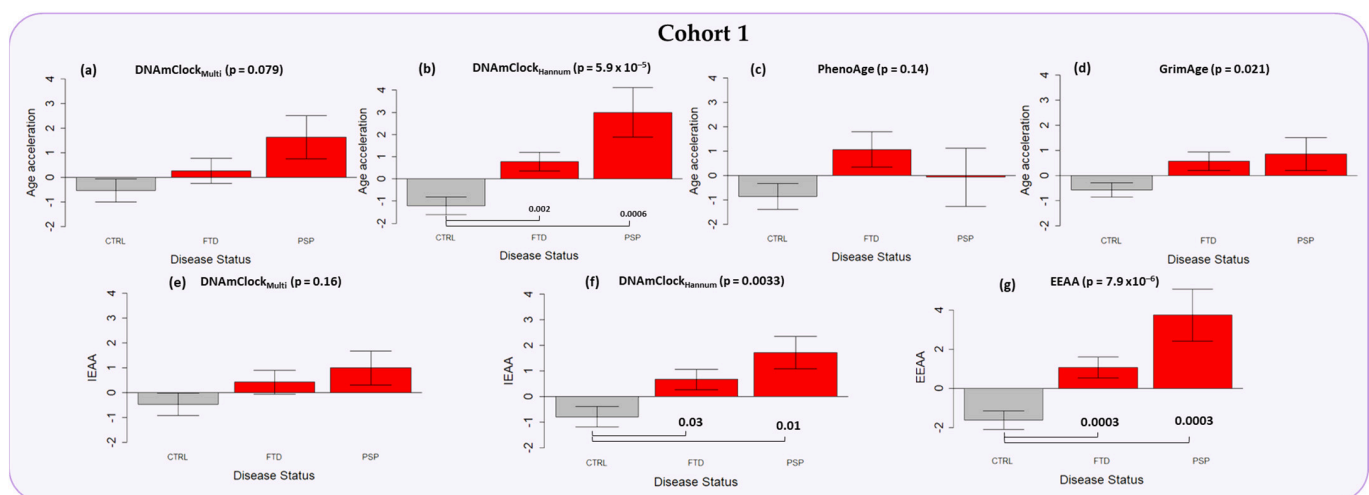 Cohort 1
(a) DNAmClock_Multi (p = 0.079)
Age acceleration
4
3
2
1
0
-1
-2
CTRL FTD PSP
Disease Status
(b) DNAmClock_Hannum (p = 5.9 x 10⁻⁵)
Age acceleration
4
3
2
1
0
-1
-2
0.002 0.0006
CTRL FTD PSP
Disease Status
(c) PhenoAge (p = 0.14)
Age acceleration
4
3
2
1
0
-1
-2
CTRL FTD PSP
Disease Status
(d) GrimAge (p = 0.021)
Age acceleration
4
3
2
1
0
-1
-2
CTRL FTD PSP
Disease Status
(e) DNAmClock_Multi (p = 0.16)
IEAA
4
3
2
1
0
-1
-2
CTRL FTD PSP
Disease Status
(f) DNAmClock_Hannum (p = 0.0033)
IEAA
4
3
2
1
0
-1
-2
0.03 0.01
CTRL FTD PSP
Disease Status
(g) EEAA (p = 7.9 x10⁻⁶)
EEAA
4
2
0
-2
0.0003 0.0003
CTRL FTD PSP
Disease Status